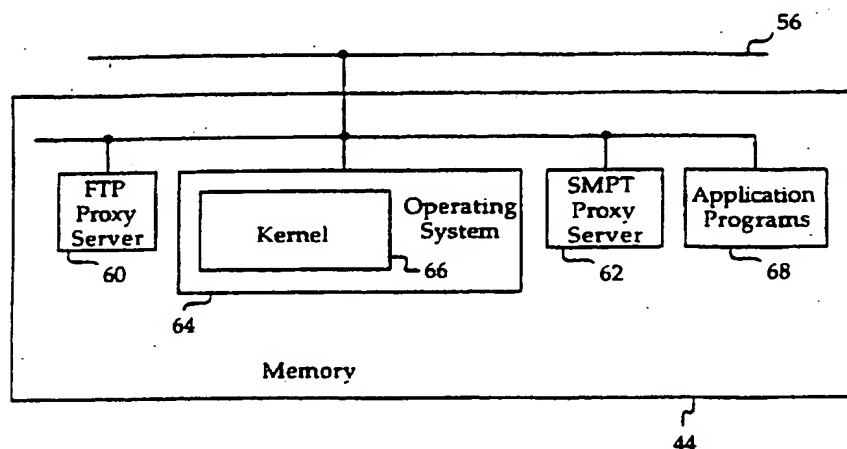 56
FTP
Proxy
Server
60
Kernel
Operating
System
66
64
SMPT
Proxy
Server
62
Application
Programs
68
Memory
44